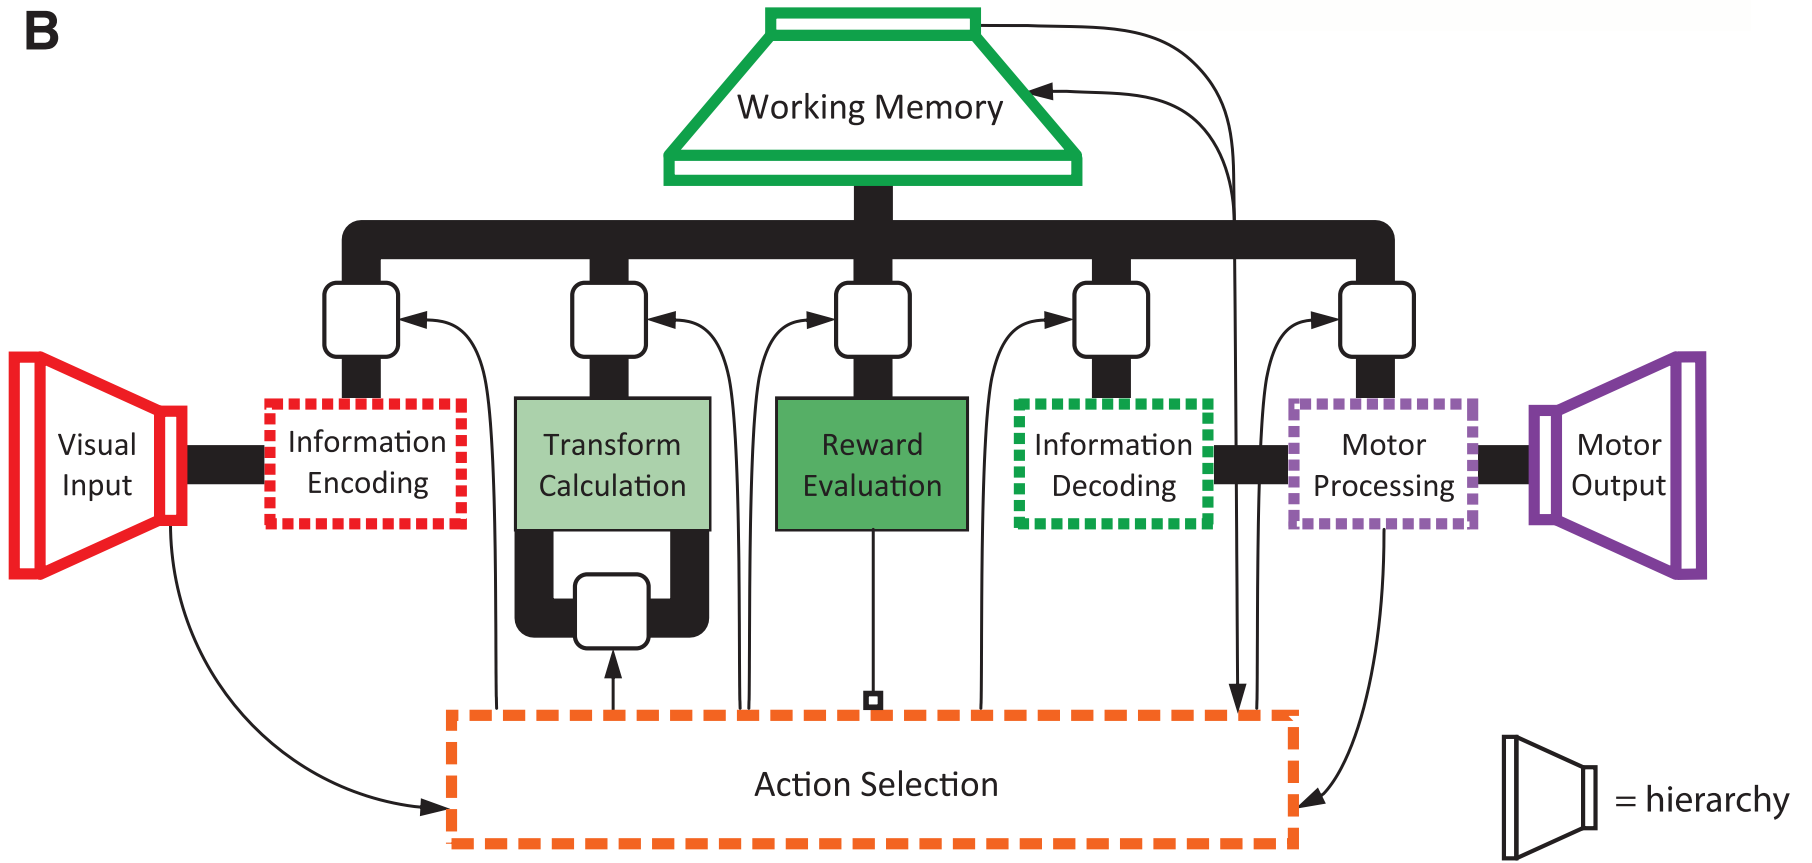 B
Working Memory
Visual
Input
Information
Encoding
Transform
Calculation
Reward
Evaluation
Information
Decoding
Motor
Processing
Motor
Output
Action Selection
= hierarchy